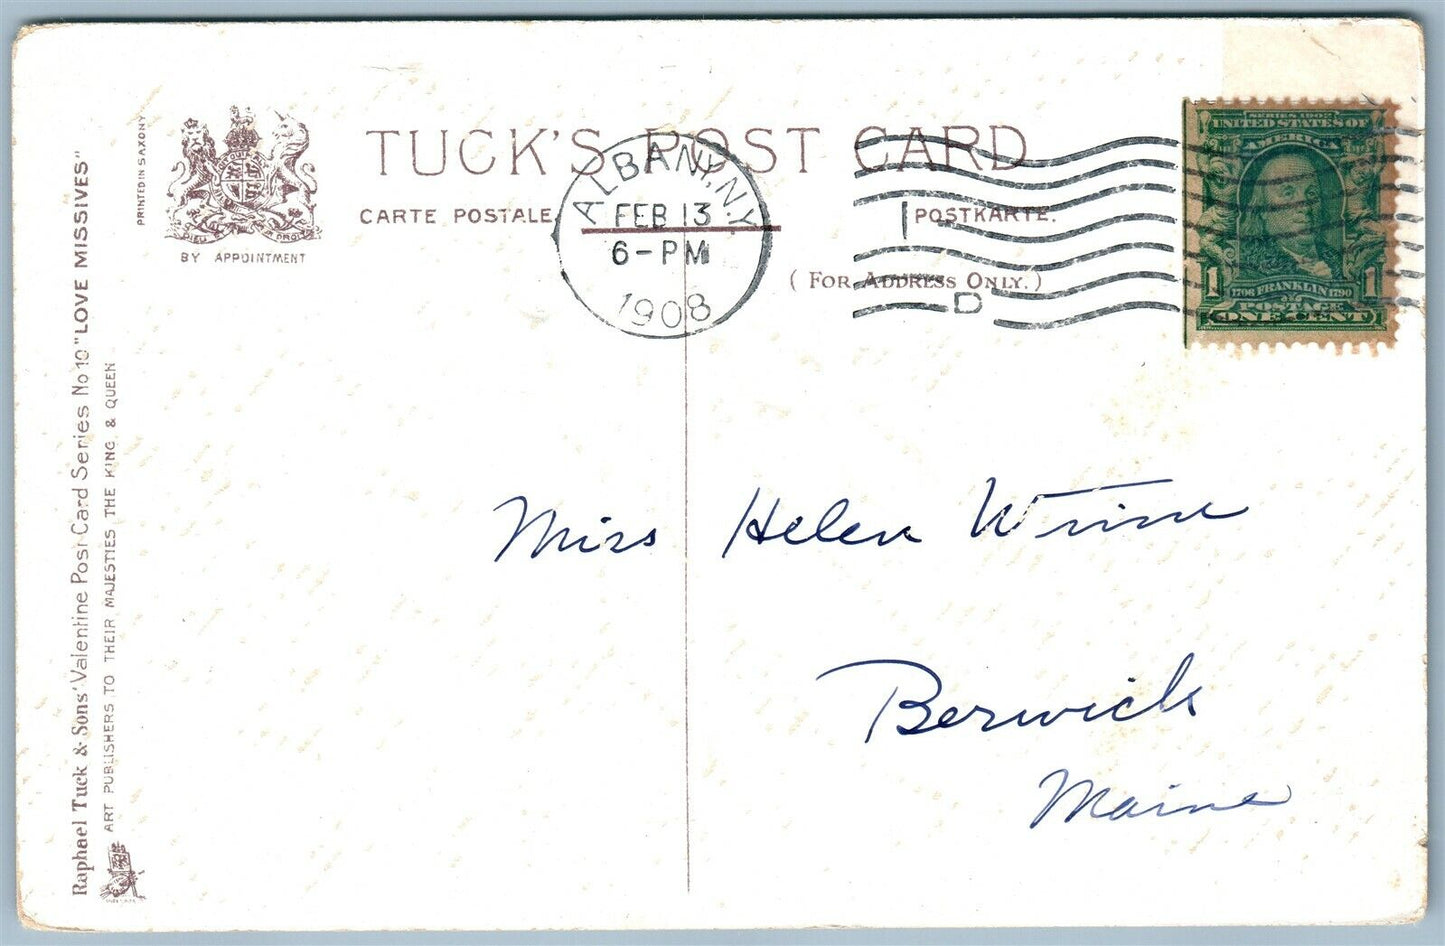 TUCK'S POST CARD
CARTE POSTALE. POSTKARTE.
(FOR ADDRESS ONLY.)
BY APPOINTMENT
PRINTED IN SAXONY
Raphael Tuck & Sons' Valentine Post Card Series No 10 "LOVE MISSIVES"
ART PUBLISHERS TO THEIR MAJESTIES THE KING & QUEEN
ALBANY, N.Y.
FEB 13
6-PM
1908
D
SERIES 1902
UNITED STATES OF
AMERICA
1 1
FRANKLIN
POSTAGE
ONE CENT
Miss Helen
Berwick
Maine